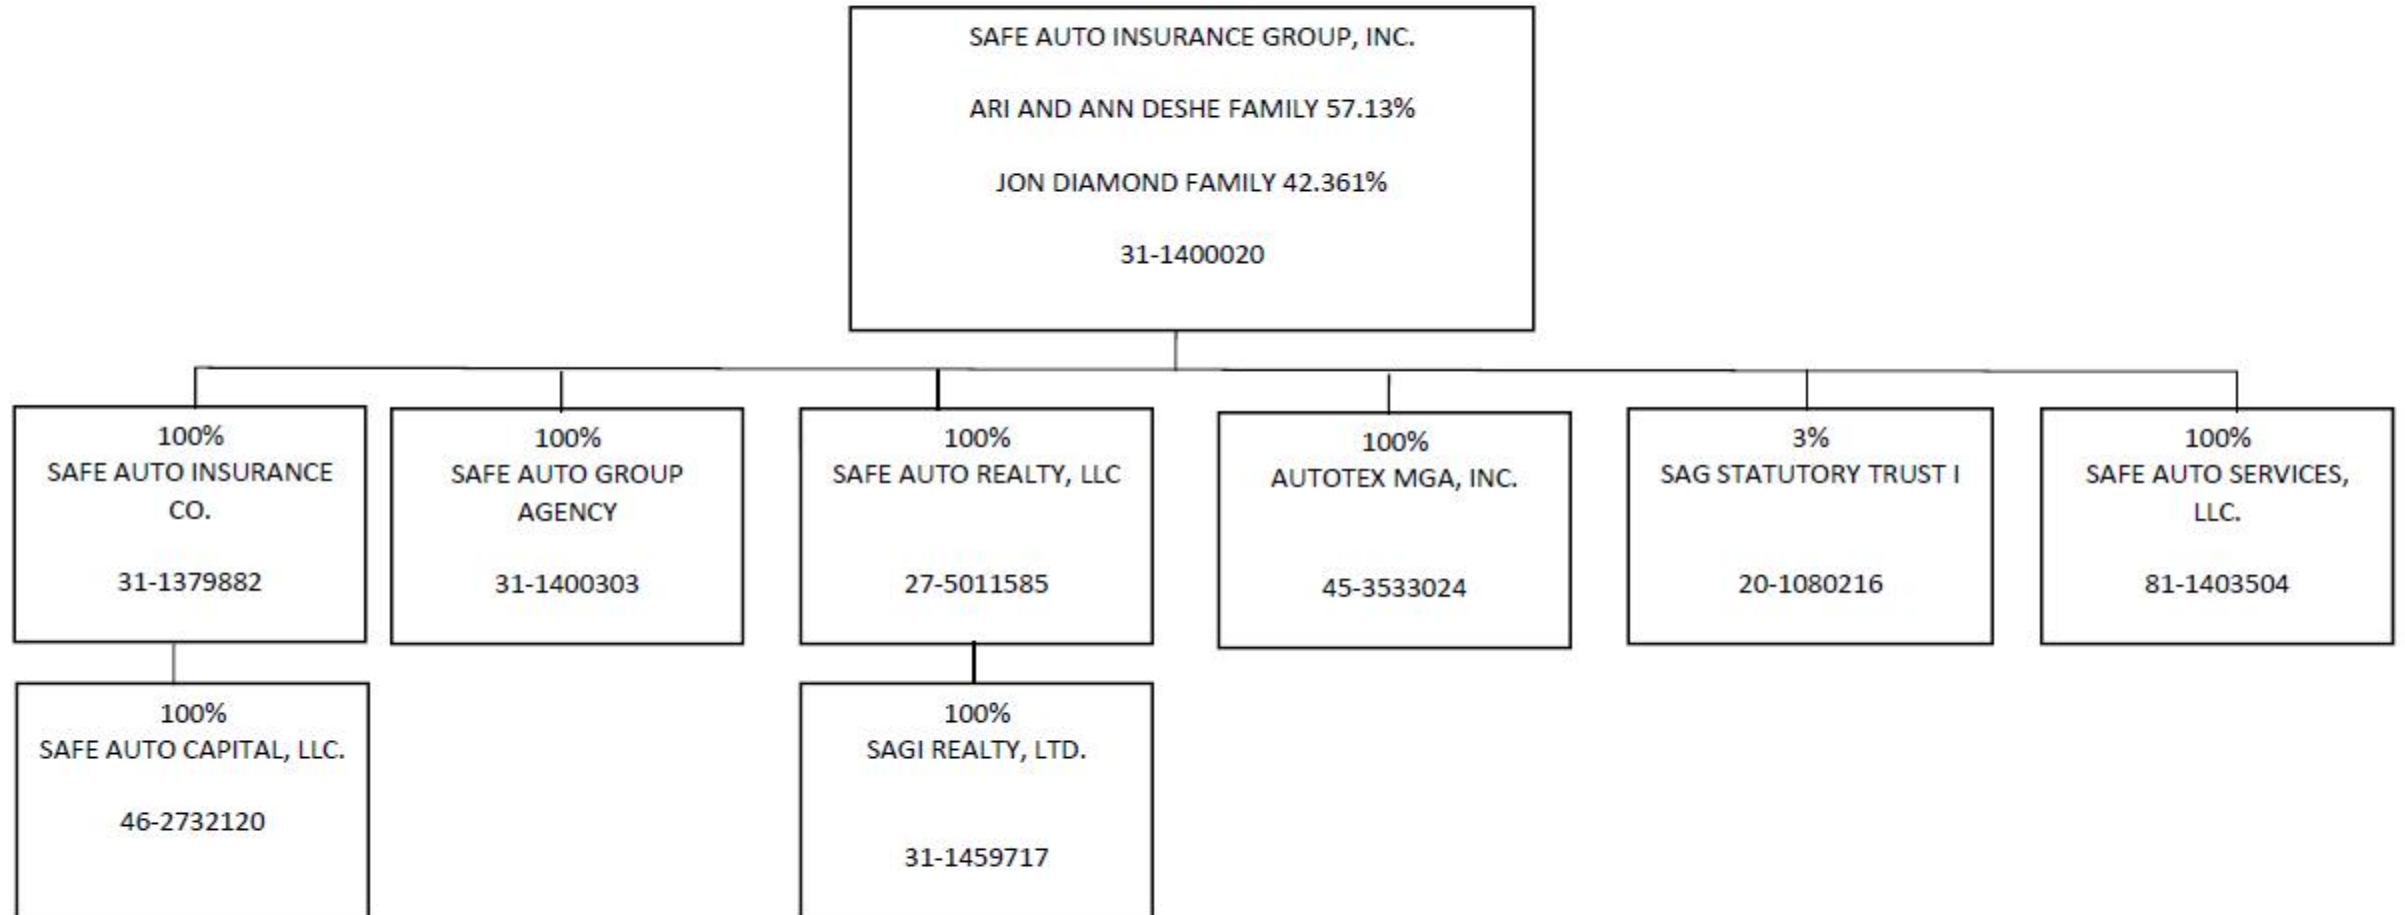 SAFE AUTO INSURANCE GROUP, INC.
ARI AND ANN DESHE FAMILY 57.13%
JON DIAMOND FAMILY 42.361%
31-1400020
100%
SAFE AUTO INSURANCE
CO.
31-1379882
100%
SAFE AUTO GROUP
AGENCY
31-1400303
100%
SAFE AUTO REALTY, LLC
27-5011585
100%
AUTOTEX MGA, INC.
45-3533024
3%
SAG STATUTORY TRUST I
20-1080216
100%
SAFE AUTO SERVICES,
LLC.
81-1403504
100%
SAFE AUTO CAPITAL, LLC.
46-2732120
100%
SAGI REALTY, LTD.
31-1459717